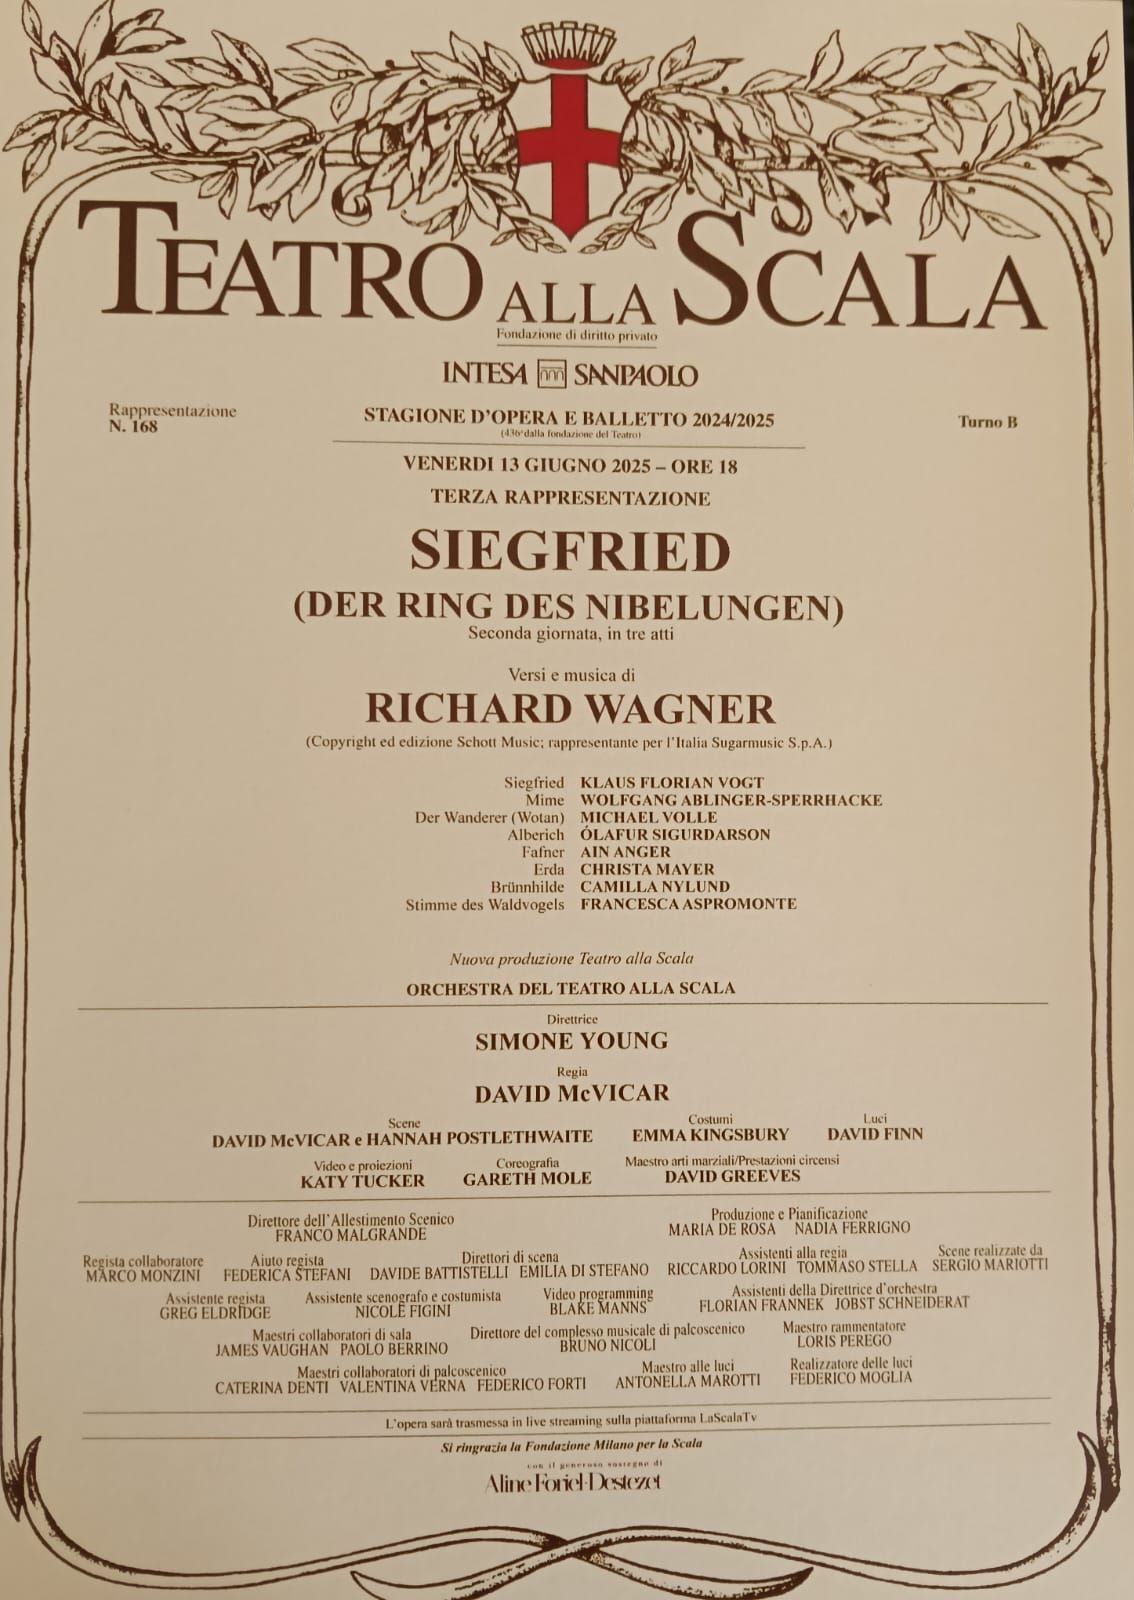 TEATRO ALLA SCALA
Fondazione di diritto privato
INTESA SANPAOLO
Rappresentazione
N. 168
STAGIONE D'OPERA E BALLETTO 2024/2025
(436ª dalla fondazione del Teatro)
Turno B
VENERDI 13 GIUGNO 2025 – ORE 18
TERZA RAPPRESENTAZIONE
SIEGFRIED
(DER RING DES NIBELUNGEN)
Seconda giornata, in tre atti
Versi e musica di
RICHARD WAGNER
(Copyright ed edizione Schott Music; rappresentante per l'Italia Sugarmusic S.p.A.)
Siegfried KLAUS FLORIAN VOGT
Mime WOLFGANG ABLINGER-SPERRHACKE
Der Wanderer (Wotan) MICHAEL VOLLE
Alberich ÓLAFUR SIGURDARSON
Fafner AIN ANGER
Erda CHRISTA MAYER
Brünnhilde CAMILLA NYLUND
Stimme des Waldvogels FRANCESCA ASPROMONTE
Nuova produzione Teatro alla Scala
ORCHESTRA DEL TEATRO ALLA SCALA
Direttrice
SIMONE YOUNG
Regia
DAVID McVICAR
Scene Costumi Luci
DAVID McVICAR e HANNAH POSTLETHWAITE EMMA KINGSBURY DAVID FINN
Video e proiezioni Coreografia Maestro arti marziali/Prestazioni circensi
KATY TUCKER GARETH MOLE DAVID GREEVES
Direttore dell'Allestimento Scenico Produzione e Pianificazione
FRANCO MALGRANDE MARIA DE ROSA NADIA FERRIGNO
Regista collaboratore Aiuto regista Direttori di scena Assistenti alla regia Scene realizzate da
MARCO MONZINI FEDERICA STEFANI DAVIDE BATTISTELLI EMILIA DI STEFANO RICCARDO LORINI TOMMASO STELLA SERGIO MARIOTTI
Assistente regista Assistente scenografo e costumista Video programming Assistenti della Direttrice d'orchestra
GREG ELDRIDGE NICOLE FIGINI BLAKE MANNS FLORIAN FRANNEK JOBST SCHNEIDERAT
Maestri collaboratori di sala Direttore del complesso musicale di palcoscenico Maestro rammentatore
JAMES VAUGHAN PAOLO BERRINO BRUNO NICOLI LORIS PEREGO
Maestri collaboratori di palcoscenico Maestro alle luci Realizzatore delle luci
CATERINA DENTI VALENTINA VERNA FEDERICO FORTI ANTONELLA MAROTTI FEDERICO MOGLIA
L'opera sarà trasmessa in live streaming sulla piattaforma LaScalaTv
Si ringrazia la Fondazione Milano per la Scala
con il generoso sostegno di
Aline Foriel-Destezet